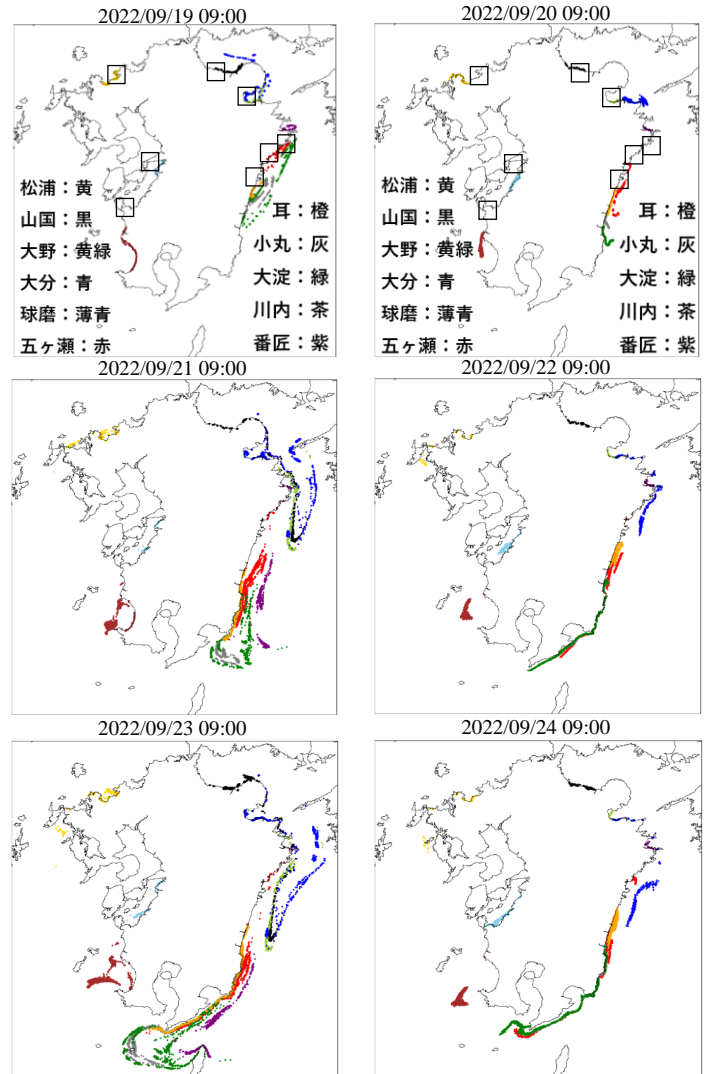 2022/09/19 09:00
松浦：黄
山国：黒
大野：黄緑
大分：青
球磨：薄青
五ヶ瀬：赤
耳：橙
小丸：灰
大淀：緑
川内：茶
番匠：紫
2022/09/20 09:00
松浦：黄
山国：黒
大野：黄緑
大分：青
球磨：薄青
五ヶ瀬：赤
耳：橙
小丸：灰
大淀：緑
川内：茶
番匠：紫
2022/09/21 09:00
2022/09/22 09:00
2022/09/23 09:00
2022/09/24 09:00